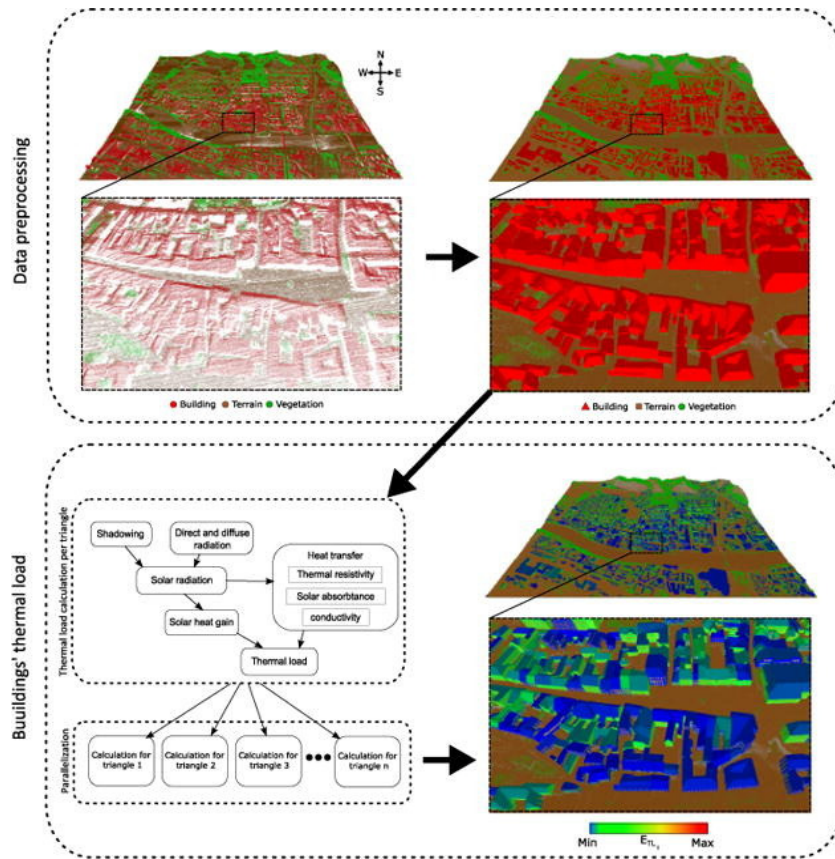 Data preprocessing
N
W E
S
Building Terrain Vegetation
Building Terrain Vegetation
Buuildings' thermal load
Thermal load calculation per triangle
Shadowing
Direct and diffuse
radiation
Solar radiation
Heat transfer
Thermal resistivity
Solar absorbtance
conductivity
Solar heat gain
Thermal load
Parallelization
Calculation for
triangle 1
Calculation for
triangle 2
Calculation for
triangle 3
Calculation for
triangle n
Min E_TL Max